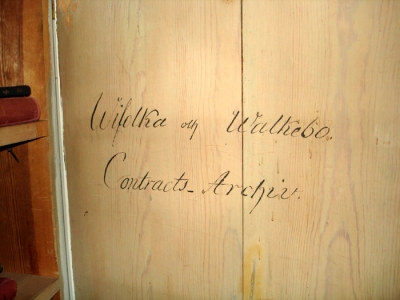 Wifolka och Walkebo.
Contracts-Archiv.